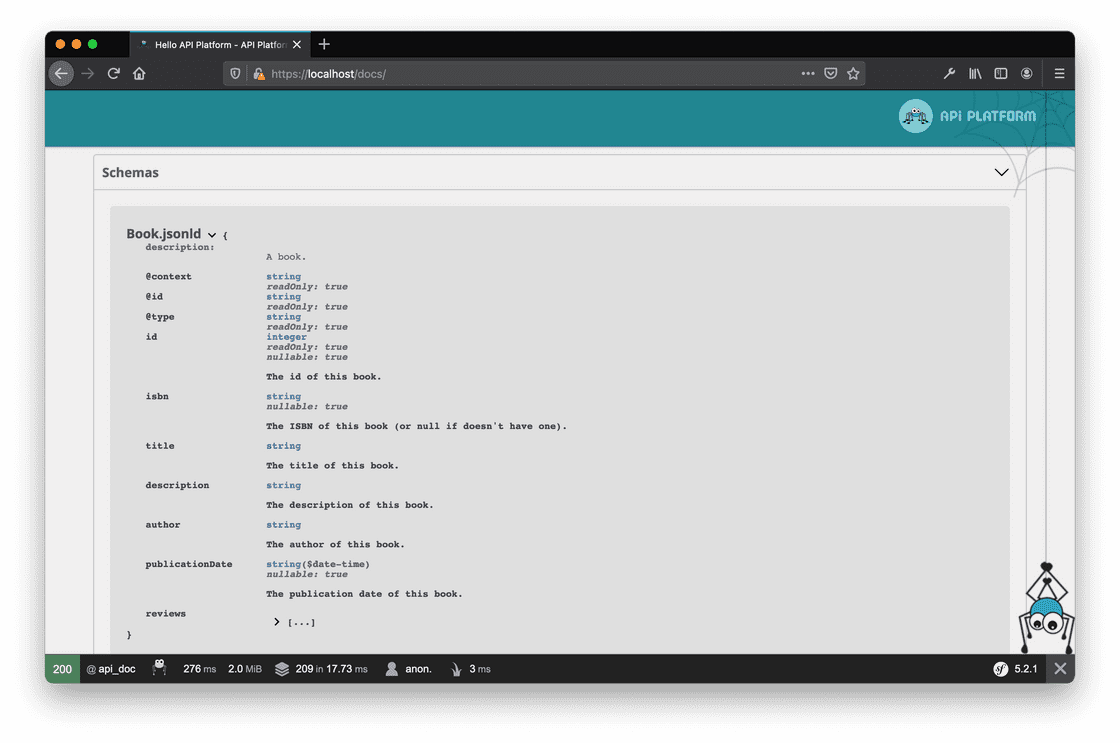 Hello API Platform - API Platfor
https://localhost/docs/
API PLATFORM
Schemas
Book.jsonld {
description:
A book.
@context string
readOnly: true
@id string
readOnly: true
@type string
readOnly: true
id integer
readOnly: true
nullable: true
The id of this book.
isbn string
nullable: true
The ISBN of this book (or null if doesn't have one).
title string
The title of this book.
description string
The description of this book.
author string
The author of this book.
publicationDate string($date-time)
nullable: true
The publication date of this book.
reviews
[...]
}
200 @ api_doc 276 ms 2.0 MiB 209 in 17.73 ms anon. 3 ms sf 5.2.1